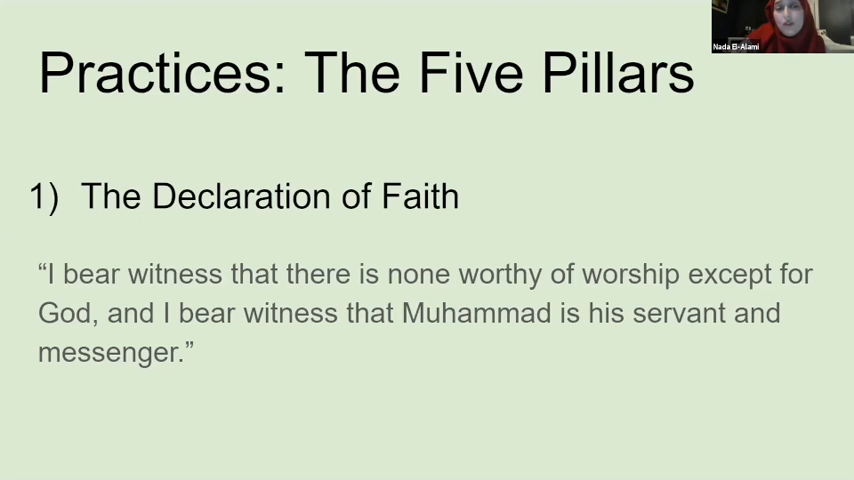 Nada El-Alami
Practices: The Five Pillars
1) The Declaration of Faith
“I bear witness that there is none worthy of worship except for
God, and I bear witness that Muhammad is his servant and
messenger.”